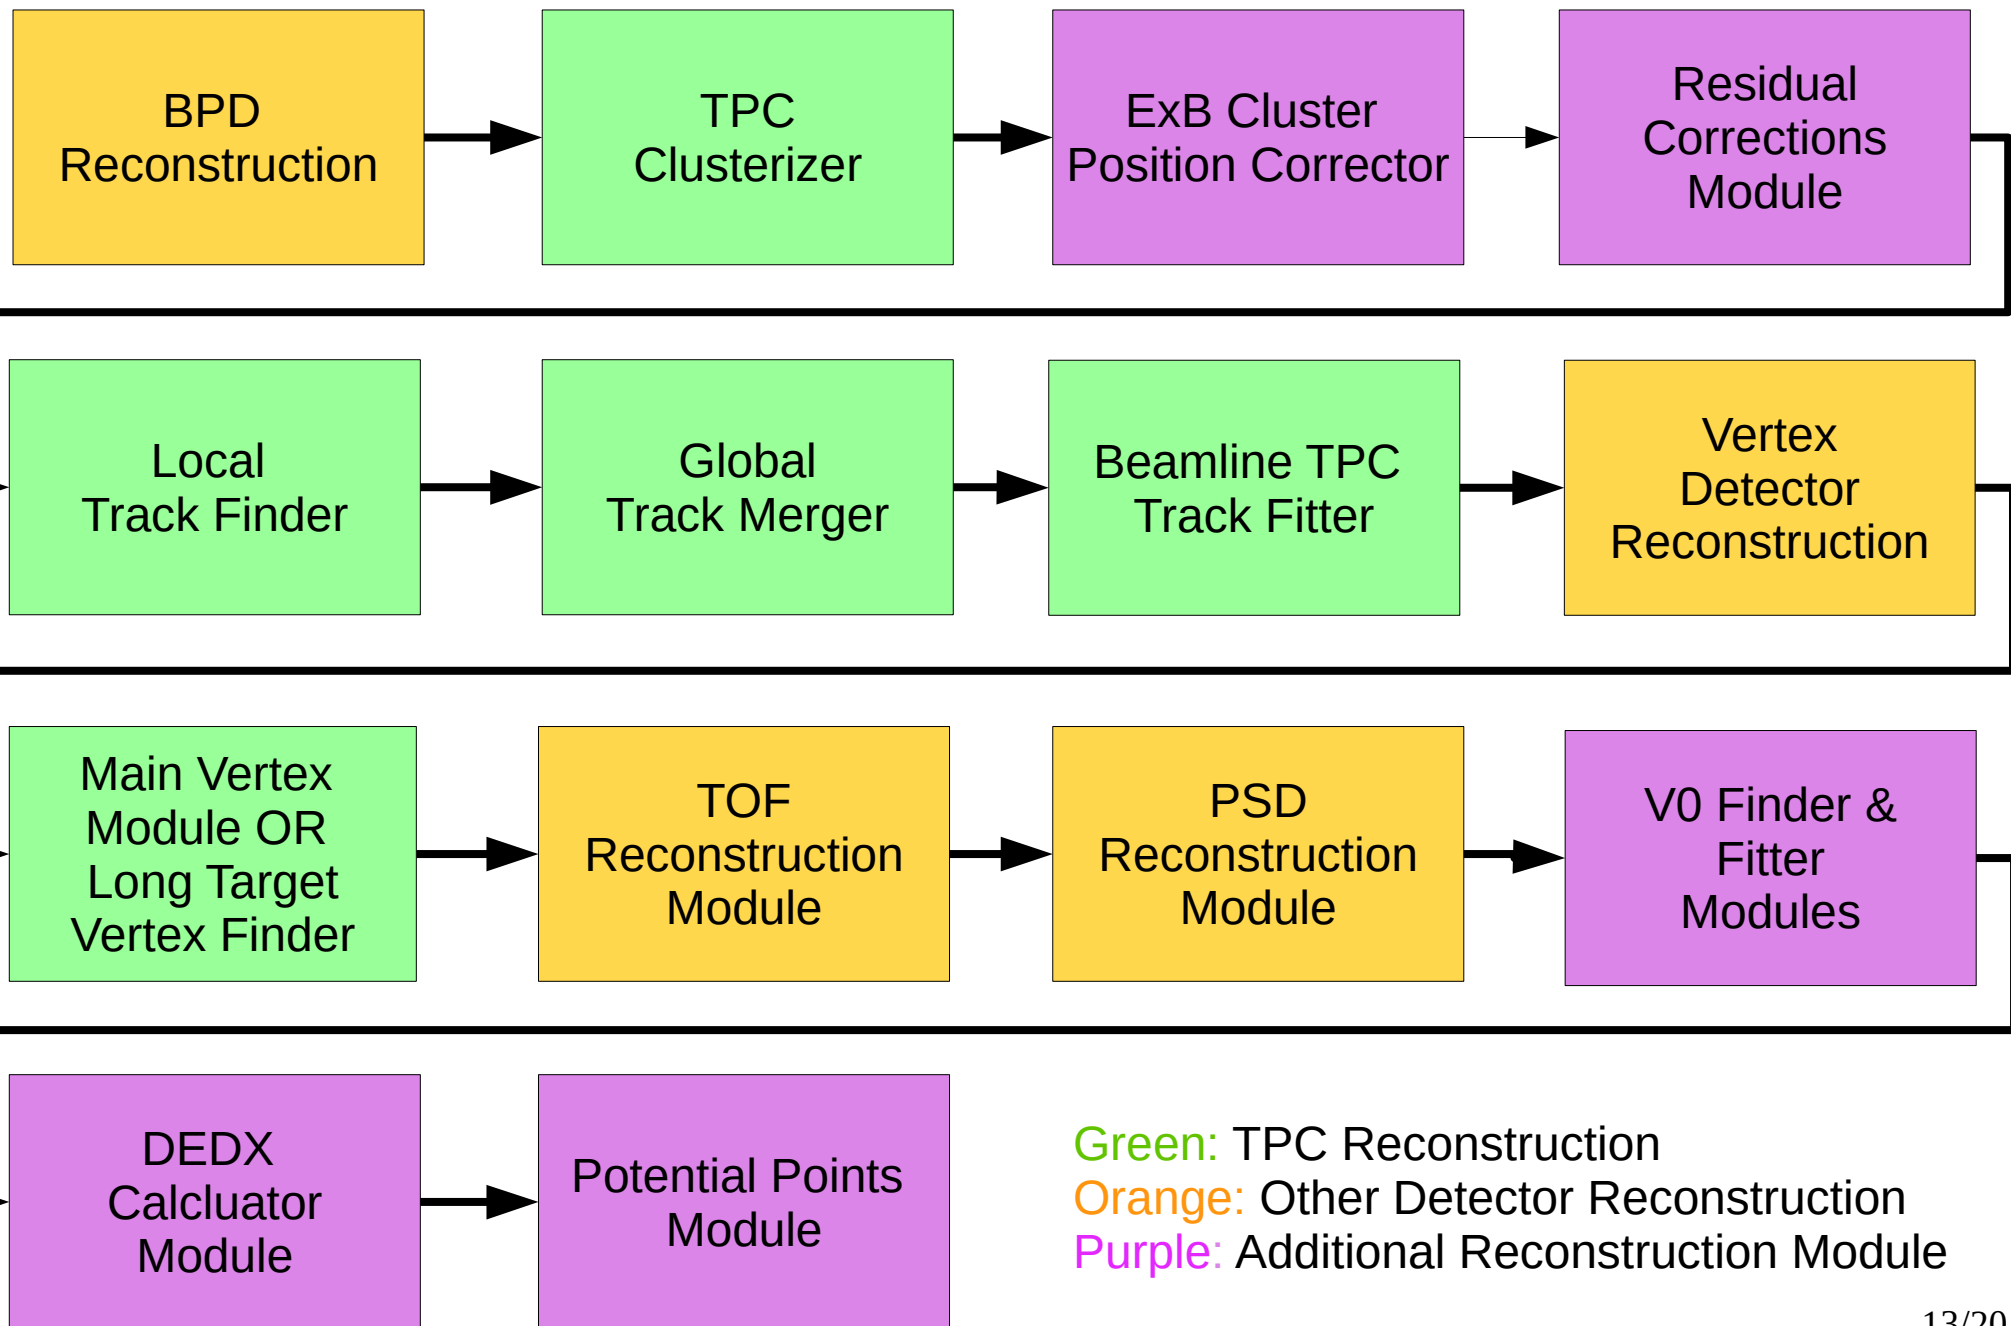 BPD
Reconstruction
TPC
Clusterizer
ExB Cluster
Position Corrector
Residual
Corrections
Module
Local
Track Finder
Global
Track Merger
Beamline TPC
Track Fitter
Vertex
Detector
Reconstruction
Main Vertex
Module OR
Long Target
Vertex Finder
TOF
Reconstruction
Module
PSD
Reconstruction
Module
V0 Finder &
Fitter
Modules
DEDX
Calcluator
Module
Potential Points
Module
Green: TPC Reconstruction
Orange: Other Detector Reconstruction
Purple: Additional Reconstruction Module
13/20